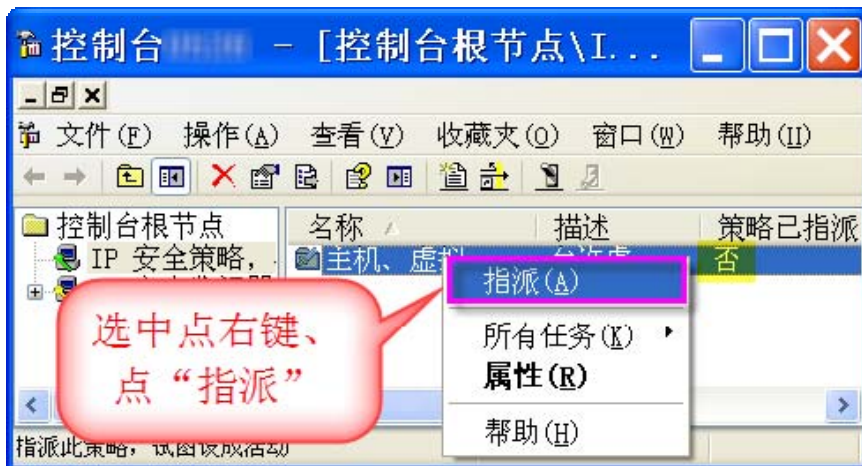 控制台 - [控制台根节点\I...
文件(F) 操作(A) 查看(V) 收藏夹(O) 窗口(W) 帮助(H)
控制台根节点 名称 描述 策略已指派
IP 安全策略, 主机、虚拟 否
指派(A)
选中点右键、
点“指派”
所有任务(K)
属性(R)
帮助(H)
指派此策略，试图设成活动